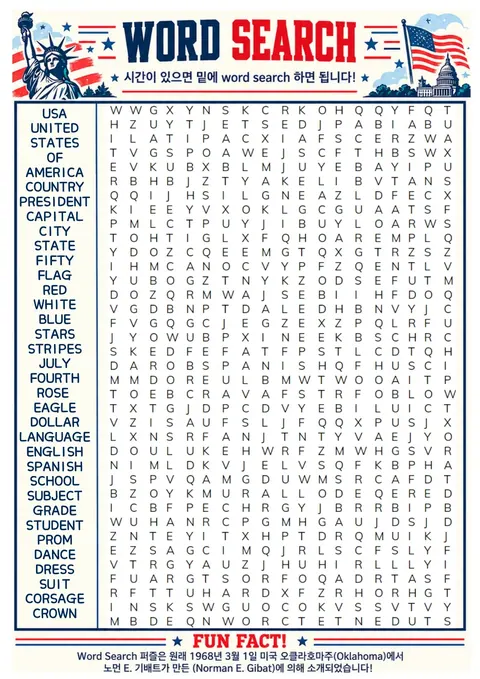 WORD SEARCH
시간이 있으면 밑에 word search 하면 됩니다!
USA
UNITED
STATES
OF
AMERICA
COUNTRY
PRESIDENT
CAPITAL
CITY
STATE
FIFTY
FLAG
RED
WHITE
BLUE
STARS
STRIPES
JULY
FOURTH
ROSE
EAGLE
DOLLAR
LANGUAGE
ENGLISH
SPANISH
SCHOOL
SUBJECT
GRADE
STUDENT
PROM
DANCE
DRESS
SUIT
CORSAGE
CROWN
W W G X Y N S K C R K O H Q Q Y F Q T
H Z U Y T J E T S E D J P A B I A B U
I L A T I P A C X I A F S C E R Z W A
T V G S P O A W E J S C F T H B S W X
E V K U B X B L M J U Y E B A Y I P U
R B H B J Z T Y A K E L I B V T A N S
Q Q I J H S I L G N E A Z L D F E C X
K I E E Y V X O K L G C G U A A T S F
P M L C T P U Y J I B U Y L O A R W S
T O H T I G L X F Q H O A R E M P L Q
Y D O Z C Q E E M G T Q X G T R Z S Z
I H M C A N O C V Y P F Z Q E N T L V
Y U B O G Z T N Y K Z O D S E F U T M
D O Z Q R M W A J S E B I I H F D O Q
V G D B N P T D A L E D H B N V Y J C
F V G Q G C J E G Z E X Z P Q L R F U
J Y O W U B P X I N E E K B S C H R C
S K E D F E F A T F P S T L C D T Q H
D A R O B S P A N I S H Q F H U S C I
M M D O R E U L B M W T W O O A I T P
T O E B C R A V A F S T R F O B L O W
T X T G J D P C D V Y E B I L U I C T
V Z I S A U F S L J F Q Q X P U S J X
L X N S R F A N J T N T Y V A E J Y O
D O U L U K E H W R F Z M W H G S V R
N I M L D K V J E L V S Q F K B P H A
J S P V Q A M G D U W M S R C A F D T
B Z O Y K M U R A L L O D E Q E R E D
I C B F P E C H R G Y J B R R B I P B
W U H A N R C P G M H G A U J D S J D
Z N T E Y I T X H P T D R Q M U I K J
E Z S A G C I M Q J R L S C F S L Y F
V T R G Y A U Z J H U H I R L L L Y I
F U A R G T S O R F O Q A D R T A S F
R F T T U H A R D X F Z R H O R H G T
I N S K S W G U O C O K V S S V T V Y
M B D E Q N W O R C T E T N E D U T S
FUN FACT!
Word Search 퍼즐은 원래 1968년 3월 1일 미국 오클라호마주(Oklahoma)에서
노먼 E. 기배트가 만든 (Norman E. Gibat)에 의해 소개되었습니다!